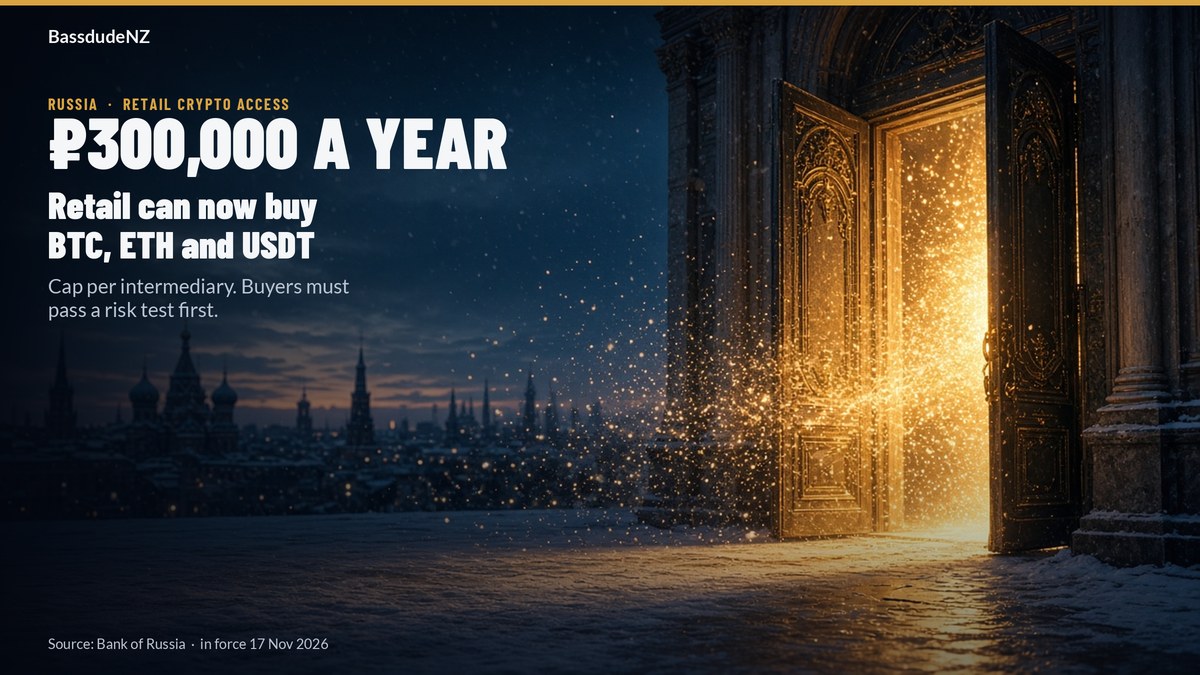 BassdudeNZ
RUSSIA · RETAIL CRYPTO ACCESS
₽300,000 A YEAR
Retail can now buy
BTC, ETH and USDT
Cap per intermediary. Buyers must
pass a risk test first.
Source: Bank of Russia · in force 17 Nov 2026